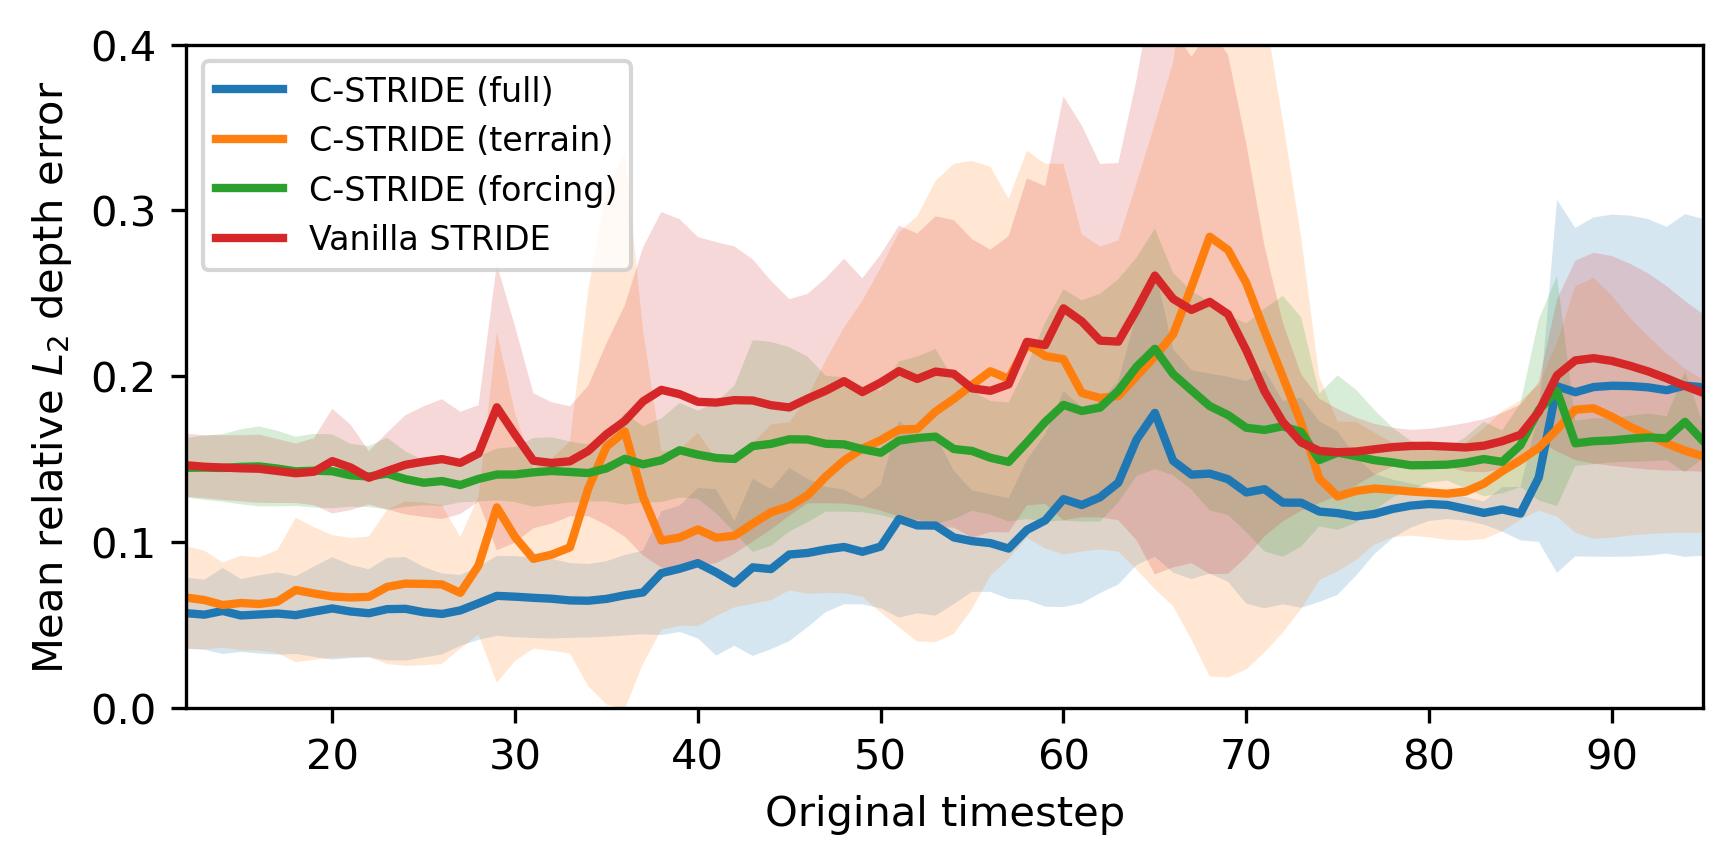 Mean relative L2 depth error
0.4
0.3
0.2
0.1
0.0
C-STRIDE (full)
C-STRIDE (terrain)
C-STRIDE (forcing)
Vanilla STRIDE
20 30 40 50 60 70 80 90
Original timestep